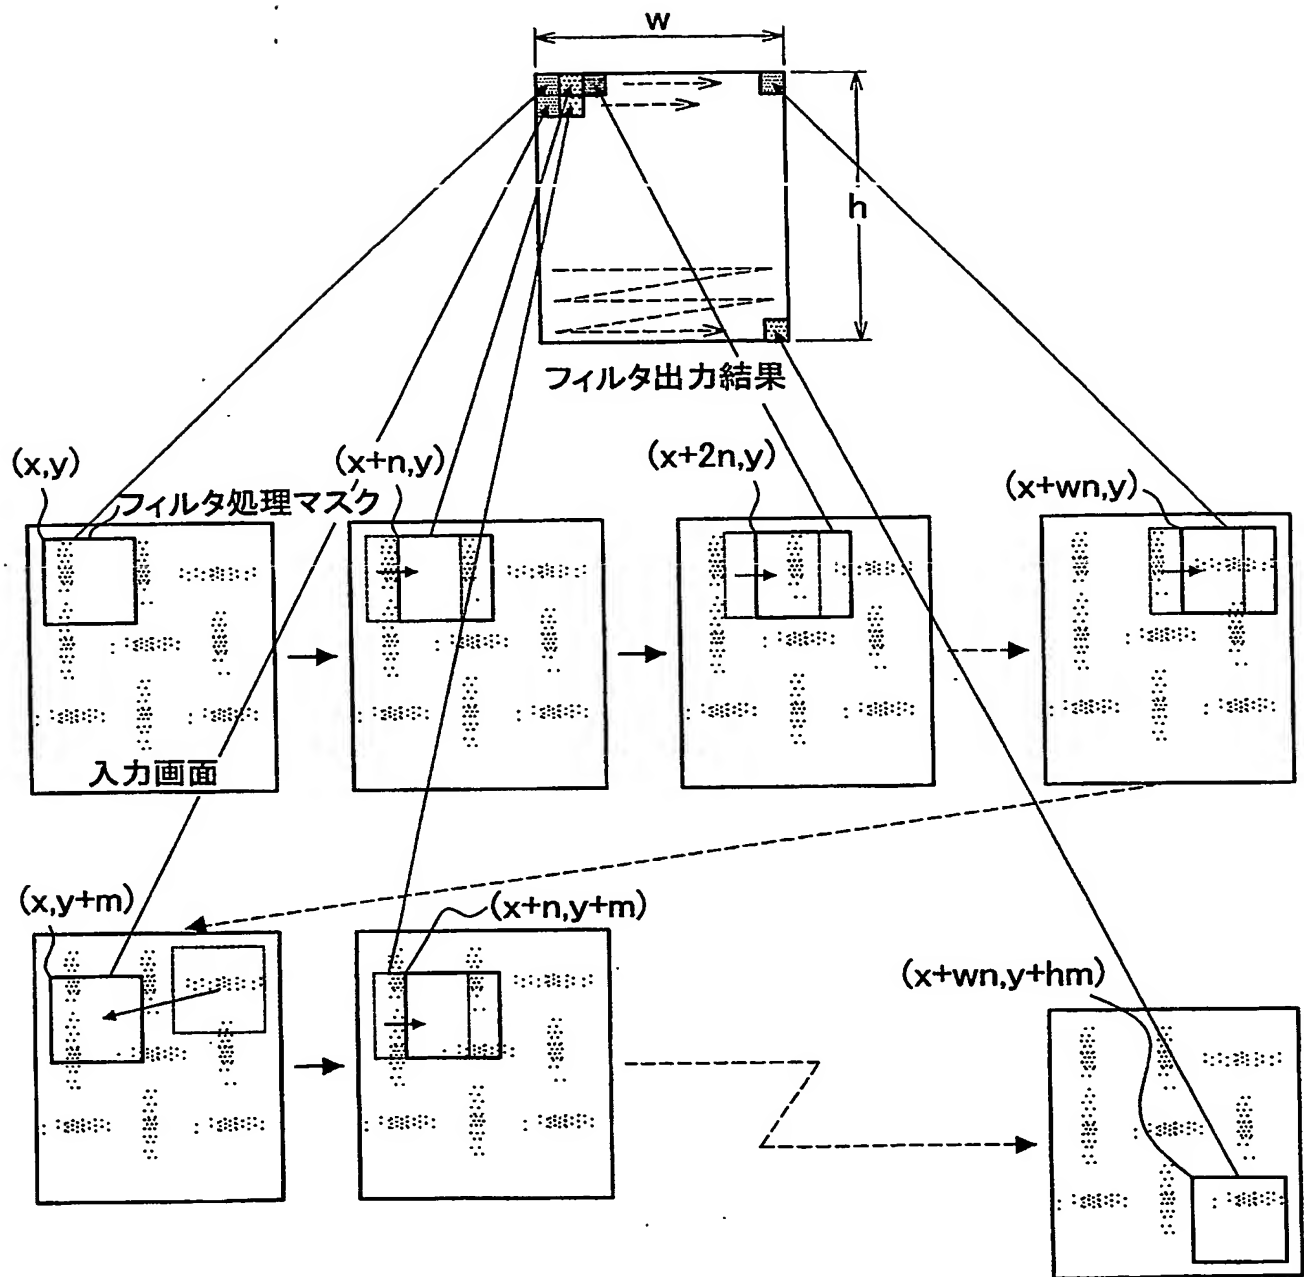 w
h
フィルタ出力結果
(x,y)
(x+n,y)
(x+2n,y)
(x+wn,y)
フィルタ処理マスク
入力画面
(x,y+m)
(x+n,y+m)
(x+wn,y+hm)